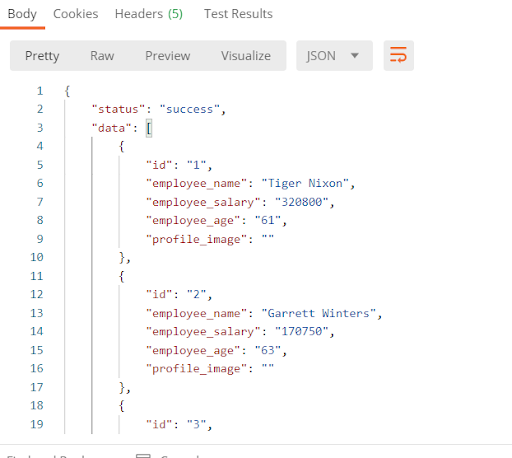 Body Cookies Headers (5) Test Results
Pretty Raw Preview Visualize JSON
1 {
2 "status": "success",
3 "data": [
4 {
5 "id": "1",
6 "employee_name": "Tiger Nixon",
7 "employee_salary": "320800",
8 "employee_age": "61",
9 "profile_image": ""
10 },
11 {
12 "id": "2",
13 "employee_name": "Garrett Winters",
14 "employee_salary": "170750",
15 "employee_age": "63",
16 "profile_image": ""
17 },
18 {
19 "id": "3",